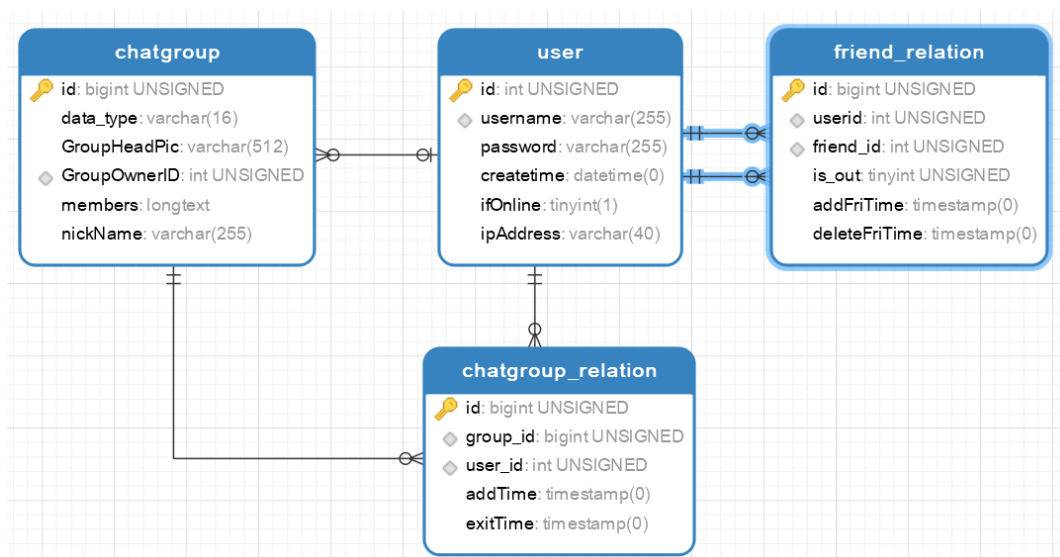 chatgroup
id: bigint UNSIGNED
data_type: varchar(16)
GroupHeadPic: varchar(512)
GroupOwnerID: int UNSIGNED
members: longtext
nickName: varchar(255)
user
id: int UNSIGNED
username: varchar(255)
password: varchar(255)
createtime: datetime(0)
ifOnline: tinyint(1)
ipAddress: varchar(40)
friend_relation
id: bigint UNSIGNED
userid: int UNSIGNED
friend_id: int UNSIGNED
is_out: tinyint UNSIGNED
addFriTime: timestamp(0)
deleteFriTime: timestamp(0)
chatgroup_relation
id: bigint UNSIGNED
group_id: bigint UNSIGNED
user_id: int UNSIGNED
addTime: timestamp(0)
exitTime: timestamp(0)